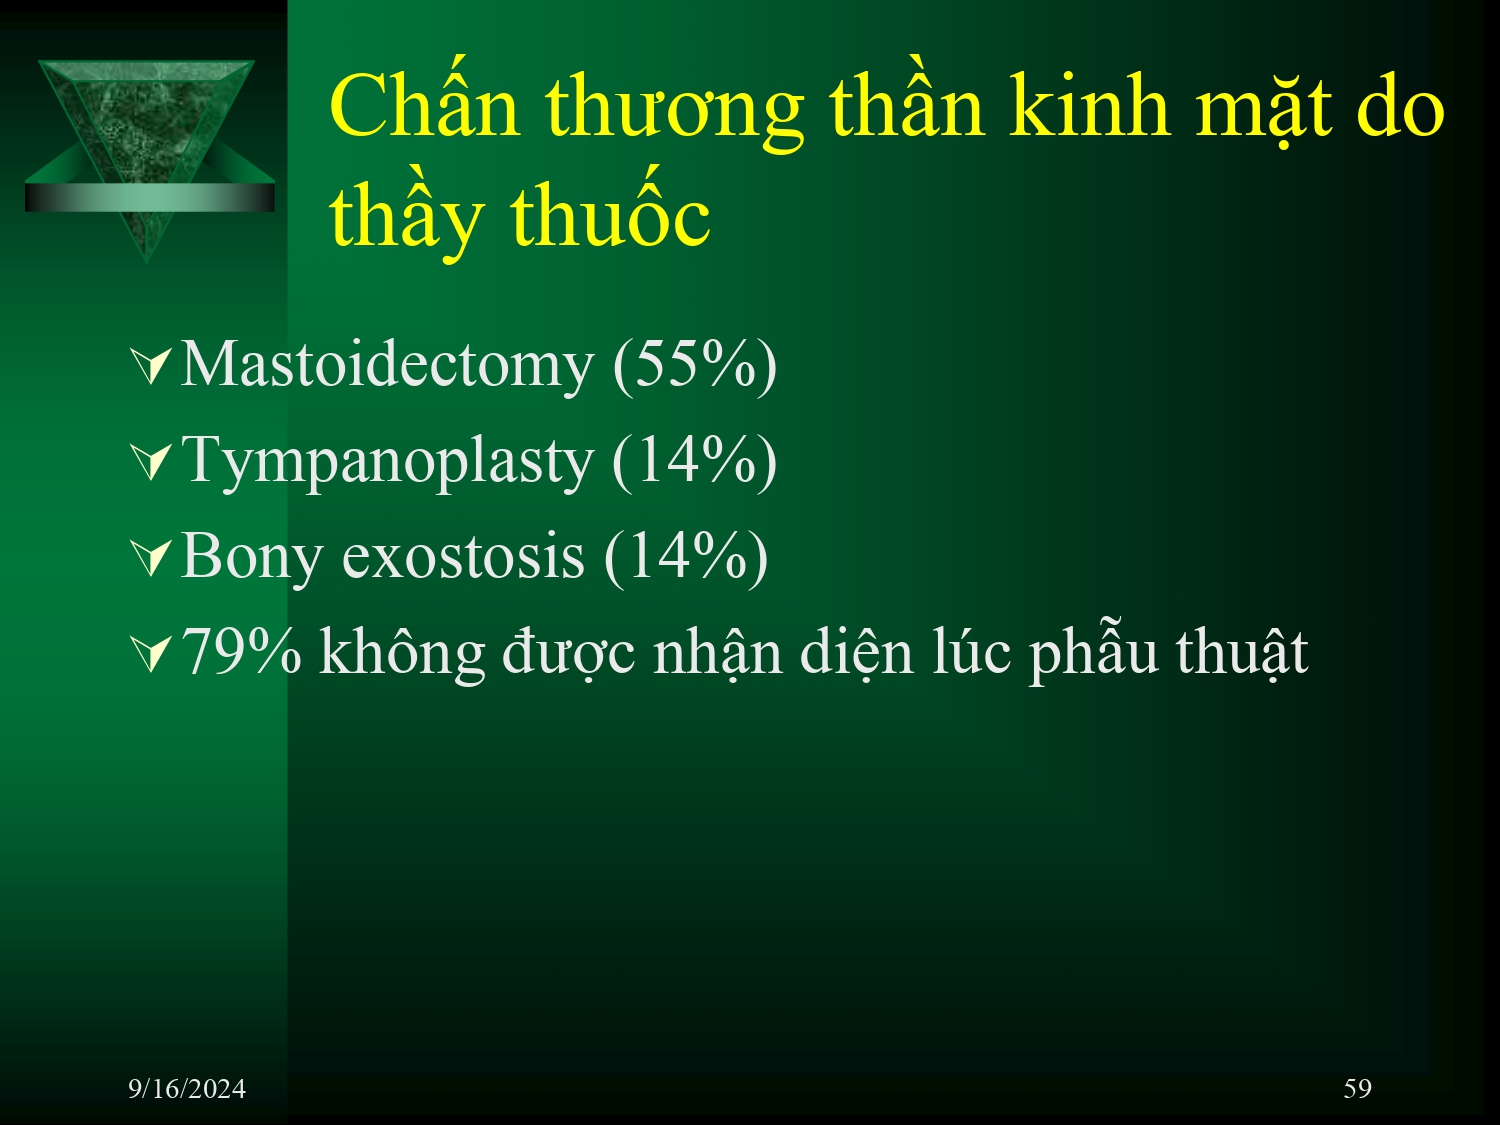 Chấn thương thần kinh mặt do
thầy thuốc
Mastoidectomy (55%)
Tympanoplasty (14%)
Bony exostosis (14%)
79% không được nhận diện lúc phẫu thuật
9/16/2024
59